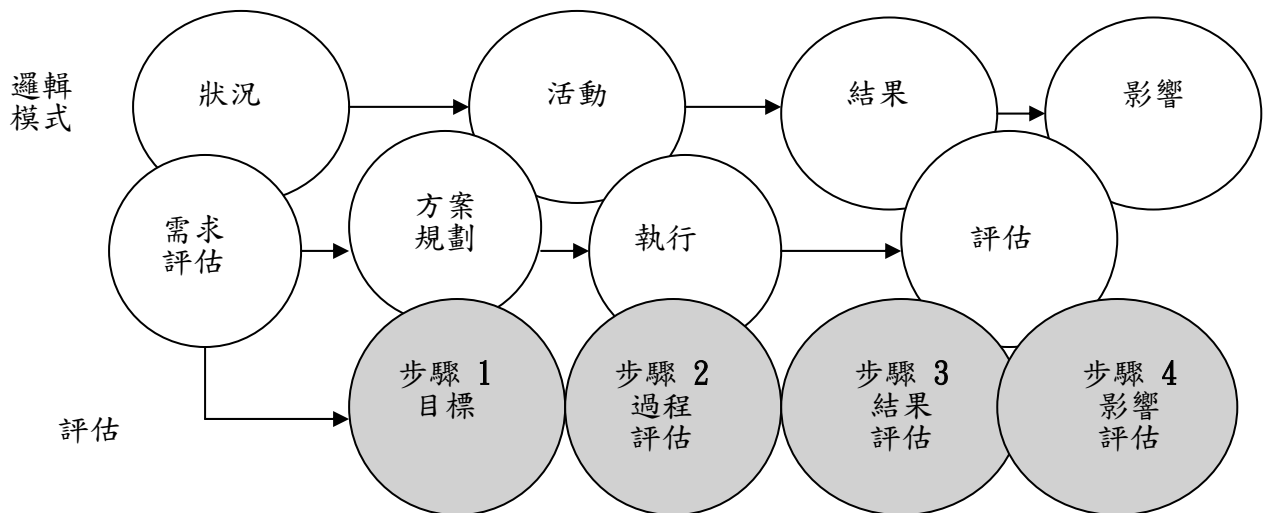 邏輯
模式
狀況
活動
結果
影響
需求
評估
方案
規劃
執行
評估
評估
步驟 1
目標
步驟 2
過程
評估
步驟 3
結果
評估
步驟 4
影響
評估